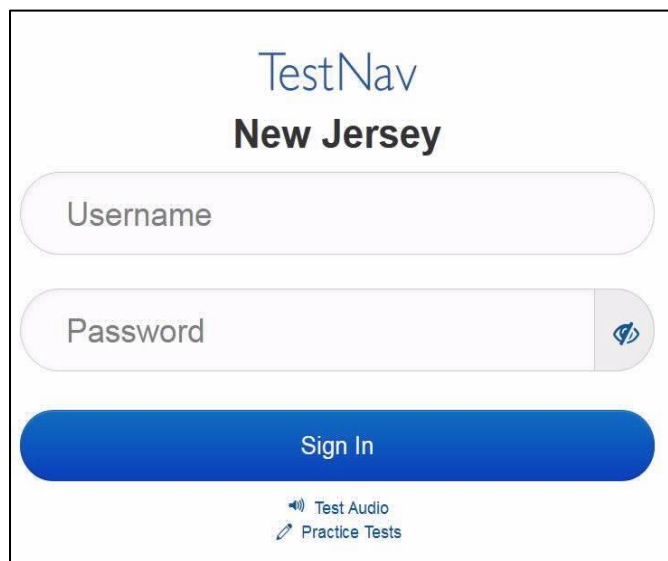 TestNav
New Jersey
Username
Password
Sign In
Test Audio
Practice Tests